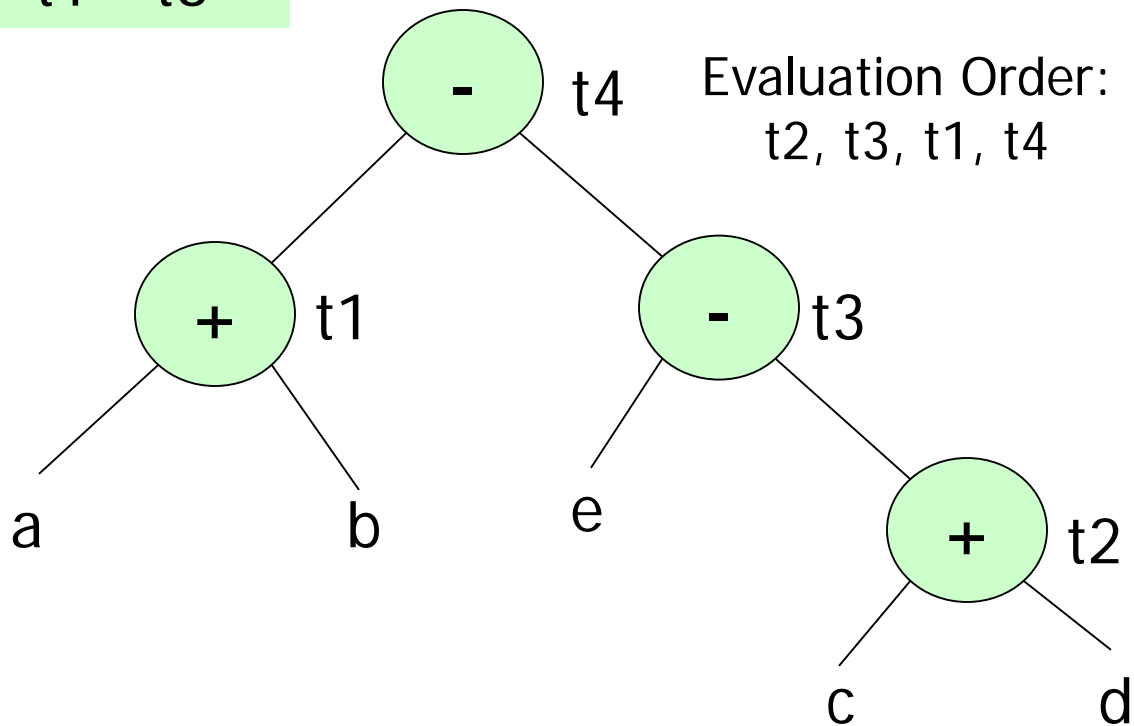 -
t4
Evaluation Order:
t2, t3, t1, t4
+
t1
-
t3
a
b
e
+
t2
c
d